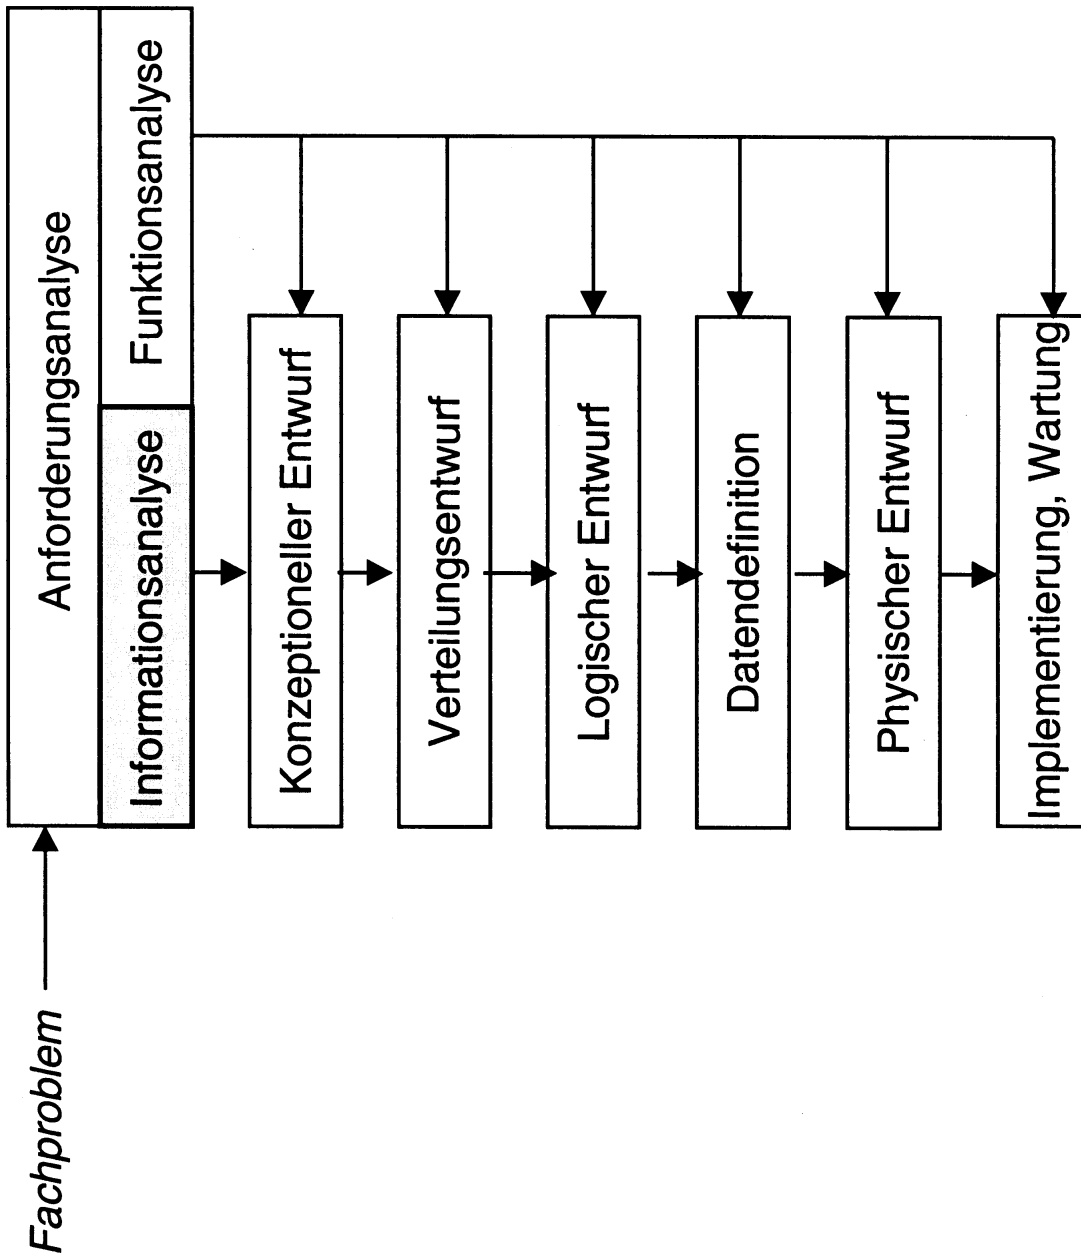 Fachproblem
Anforderungsanalyse
Informationsanalyse
Funktionsanalyse
Konzeptioneller Entwurf
Verteilungsentwurf
Logischer Entwurf
Datendefinition
Physischer Entwurf
Implementierung, Wartung